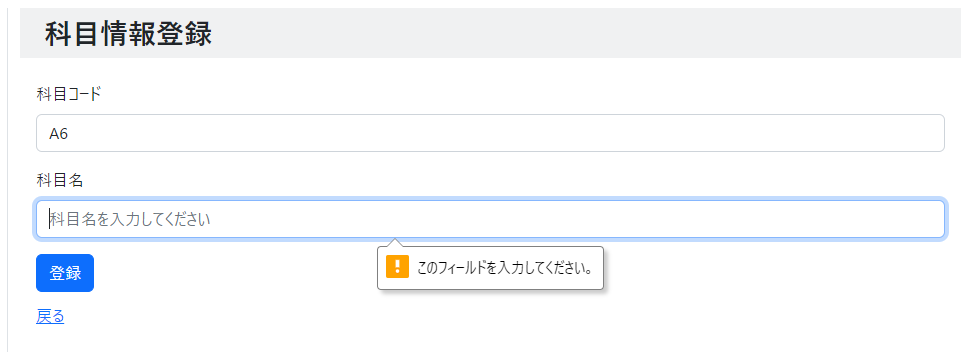 科目情報登録
科目コード
A6
科目名
科目名を入力してください
このフィールドを入力してください。
登録
戻る